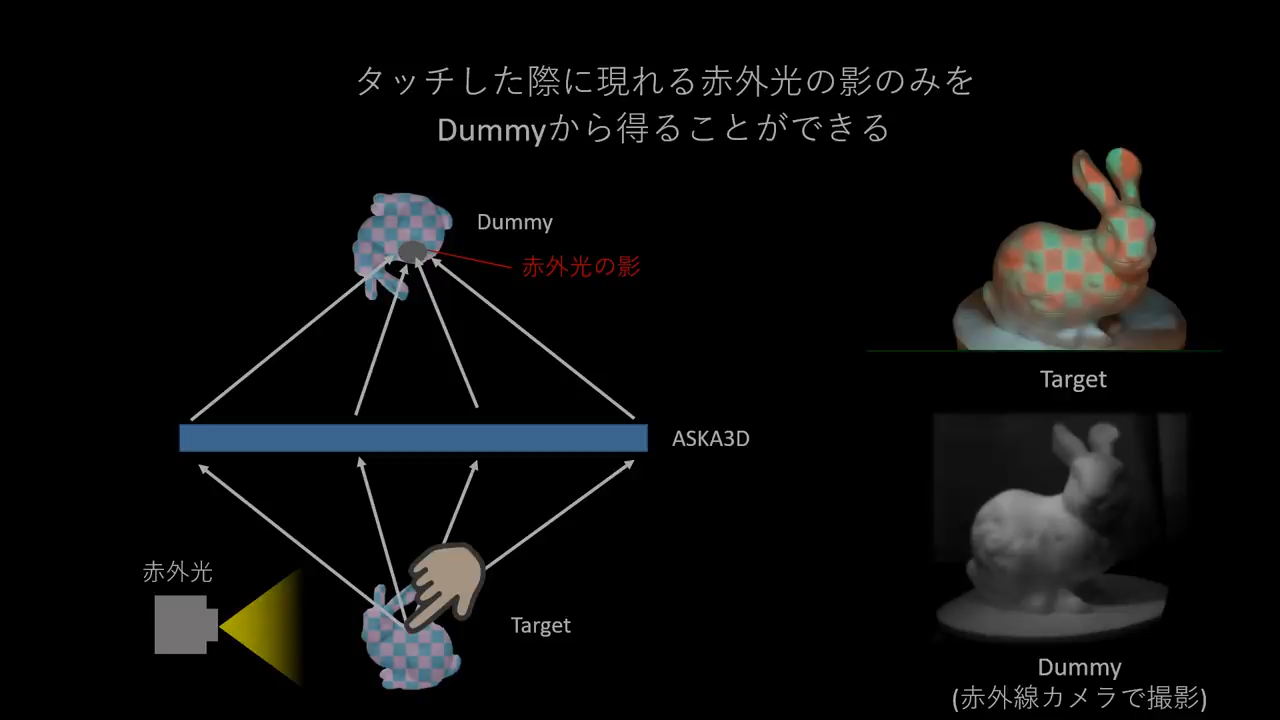 タッチした際に現れる赤外光の影のみを
Dummyから得ることができる
Dummy
赤外光の影
ASKA3D
赤外光
Target
Target
Dummy
(赤外線カメラで撮影)